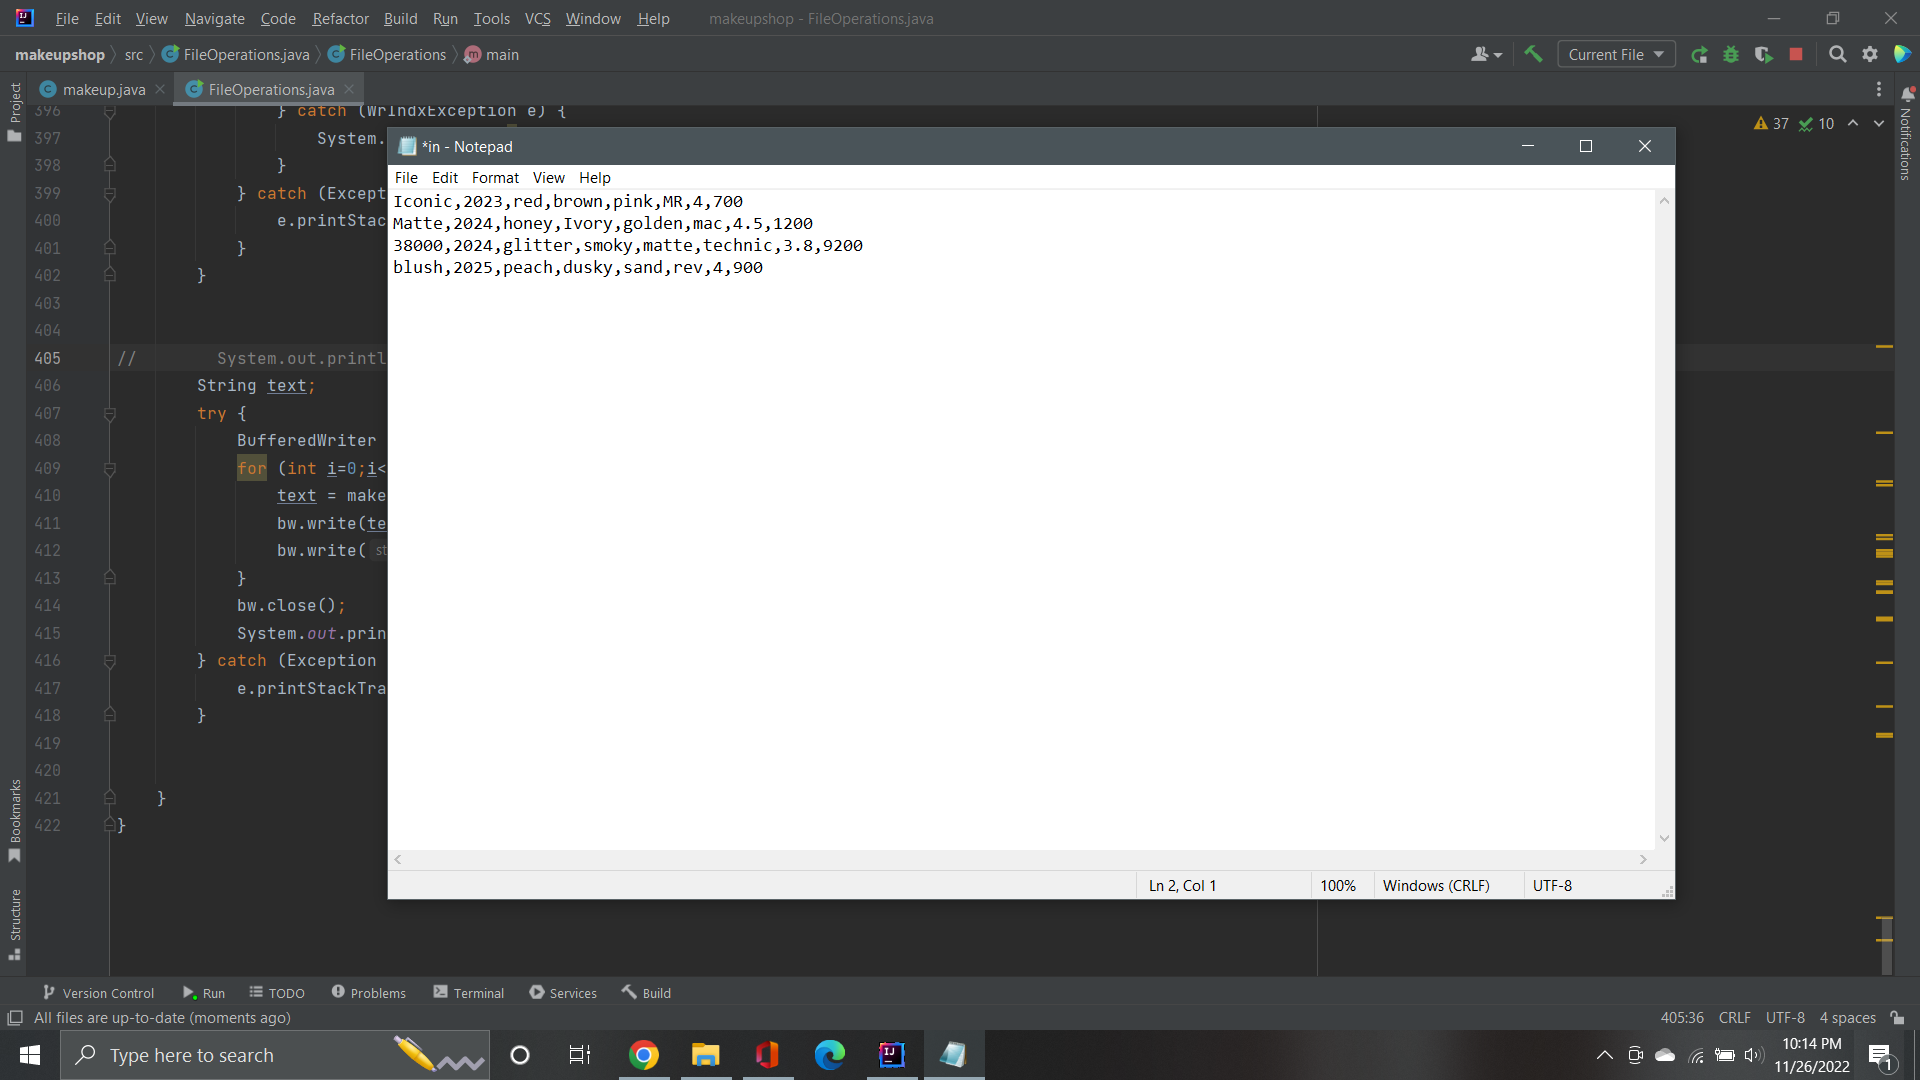 File Edit View Navigate Code Refactor Build Run Tools VCS Window Help makeupshop - FileOperations.java
makeupshop src FileOperations.java FileOperations main Current File
makeup.java FileOperations.java
Project
Notifications
37 10
396 } catch (WrIndxException e) {
397 System.
398 }
399 } catch (Except
400 e.printStac
401 }
402 }
403
404
405 // System.out.printl
406 String text;
407 try {
408 BufferedWriter
409 for (int i=0;i<
410 text = make
411 bw.write(te
412 bw.write( st
413 }
414 bw.close();
415 System.out.prin
416 } catch (Exception
417 e.printStackTra
418 }
419
420
421 }
422 }
*in - Notepad
File Edit Format View Help
Iconic,2023,red,brown,pink,MR,4,700
Matte,2024,honey,Ivory,golden,mac,4.5,1200
38000,2024,glitter,smoky,matte,technic,3.8,9200
blush,2025,peach,dusky,sand,rev,4,900
Ln 2, Col 1 100% Windows (CRLF) UTF-8
Bookmarks
Structure
Version Control Run TODO Problems Terminal Services Build
All files are up-to-date (moments ago) 405:36 CRLF UTF-8 4 spaces
Type here to search
10:14 PM
11/26/2022
1